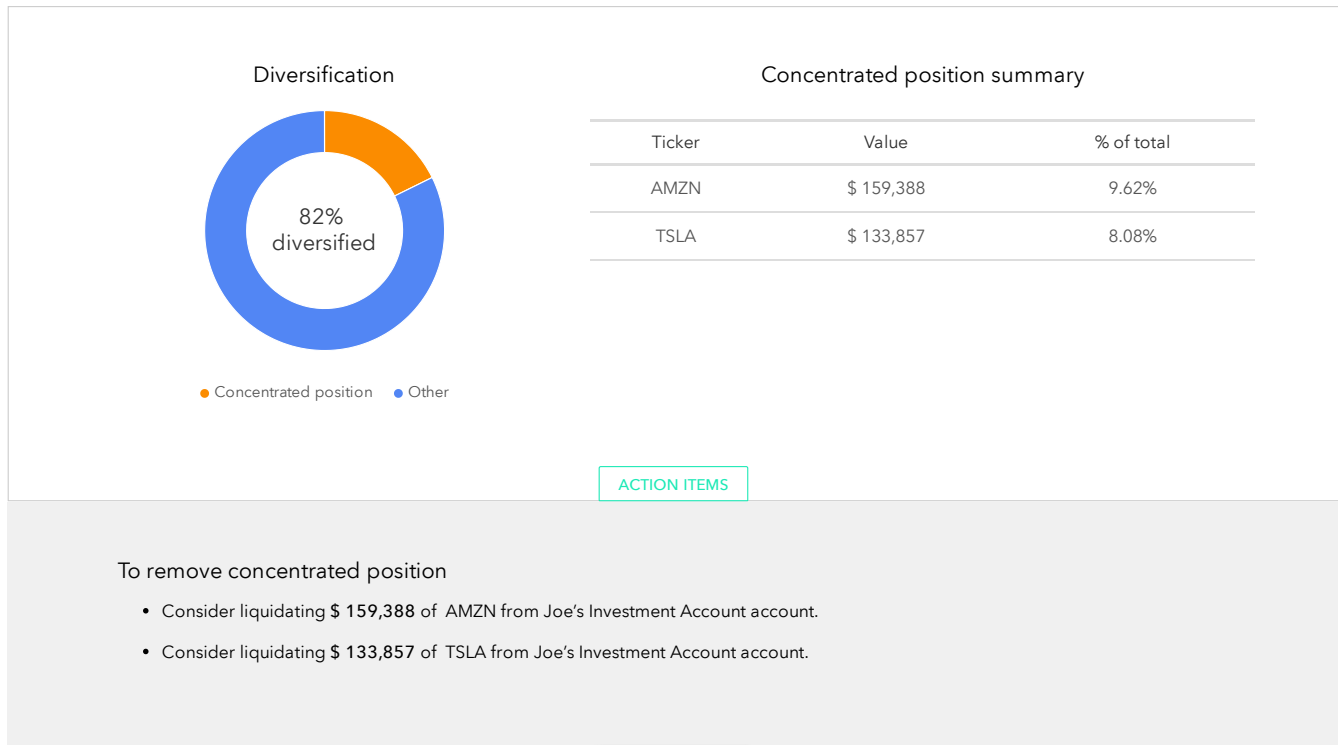 Diversification
82%
diversified
Concentrated position
Other
Concentrated position summary
Ticker Value % of total
AMZN $ 159,388 9.62%
TSLA $ 133,857 8.08%
ACTION ITEMS
To remove concentrated position
• Consider liquidating $ 159,388 of AMZN from Joe’s Investment Account account.
• Consider liquidating $ 133,857 of TSLA from Joe’s Investment Account account.